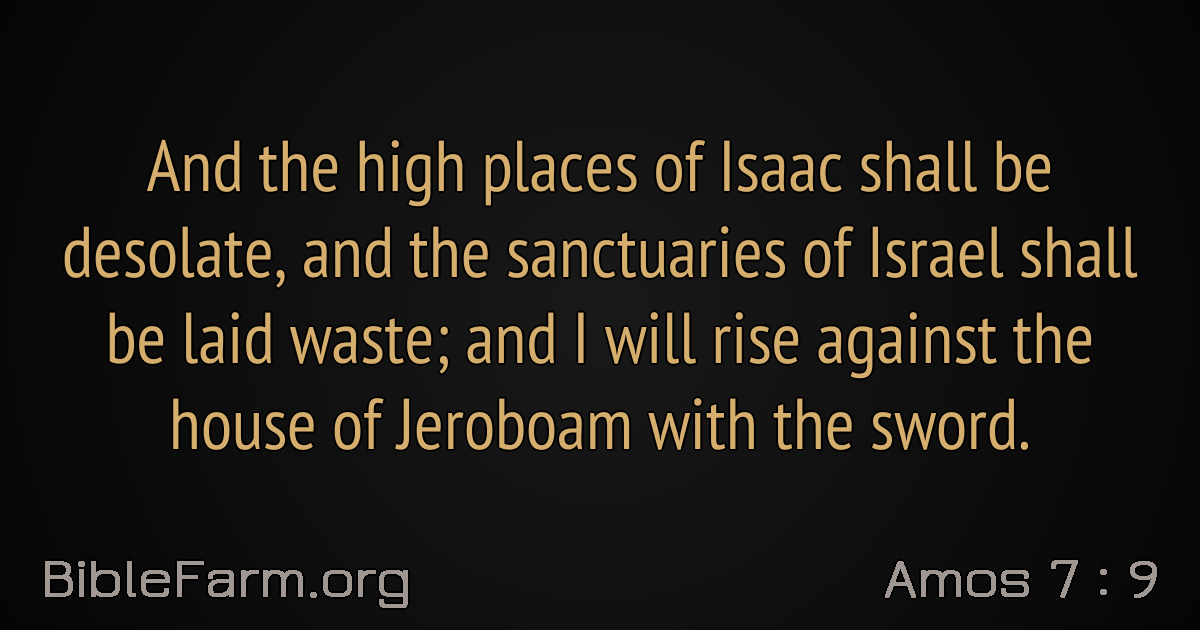 And the high places of Isaac shall be
desolate, and the sanctuaries of Israel shall
be laid waste; and I will rise against the
house of Jeroboam with the sword.
BibleFarm.org
Amos 7 : 9